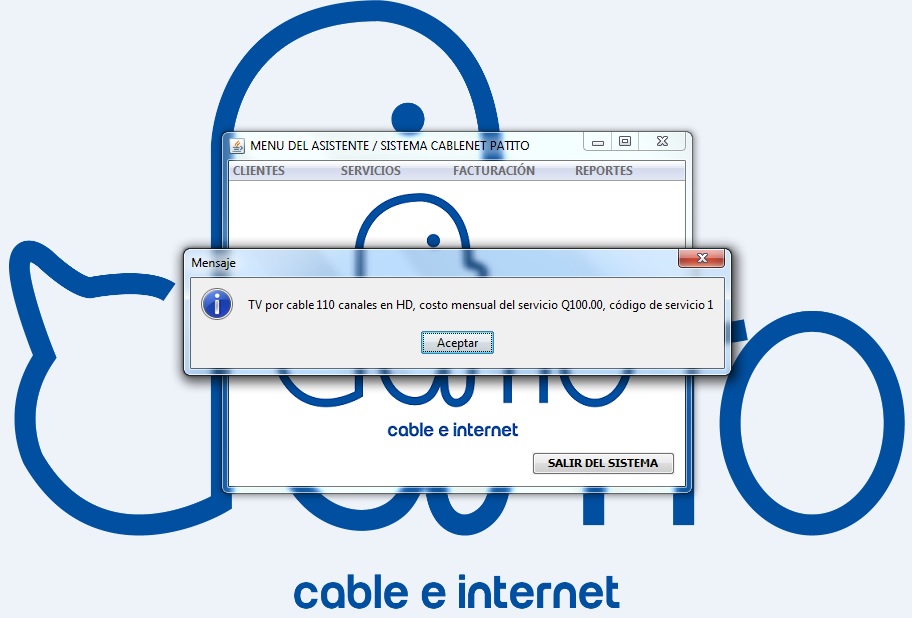 MENU DEL ASISTENTE / SISTEMA CABLENET PATITO
CLIENTES SERVICIOS FACTURACIÓN REPORTES
Mensaje
TV por cable 110 canales en HD, costo mensual del servicio Q100.00, código de servicio 1
Aceptar
cable e internet
SALIR DEL SISTEMA
cable e internet